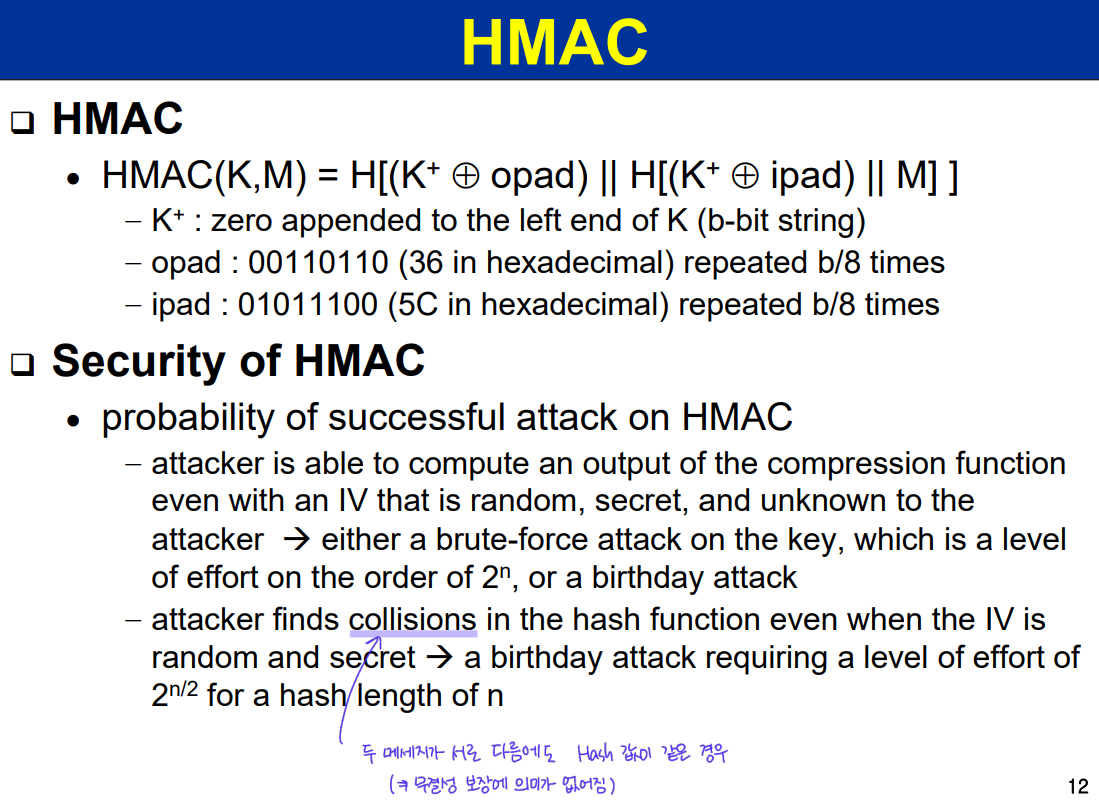 HMAC
❑ HMAC
• HMAC(K,M) = H[(K⁺ ⊕ opad) || H[(K⁺ ⊕ ipad) || M] ]
– K⁺ : zero appended to the left end of K (b-bit string)
– opad : 00110110 (36 in hexadecimal) repeated b/8 times
– ipad : 01011100 (5C in hexadecimal) repeated b/8 times
❑ Security of HMAC
• probability of successful attack on HMAC
– attacker is able to compute an output of the compression function
even with an IV that is random, secret, and unknown to the
attacker → either a brute-force attack on the key, which is a level
of effort on the order of 2ⁿ, or a birthday attack
– attacker finds collisions in the hash function even when the IV is
random and secret → a birthday attack requiring a level of effort of
2ⁿᐟ² for a hash length of n
두 메세지가 서로 다름에도 Hash 값이 같은 경우
(⇒ 무결성 보장에 의미가 없어짐)
12